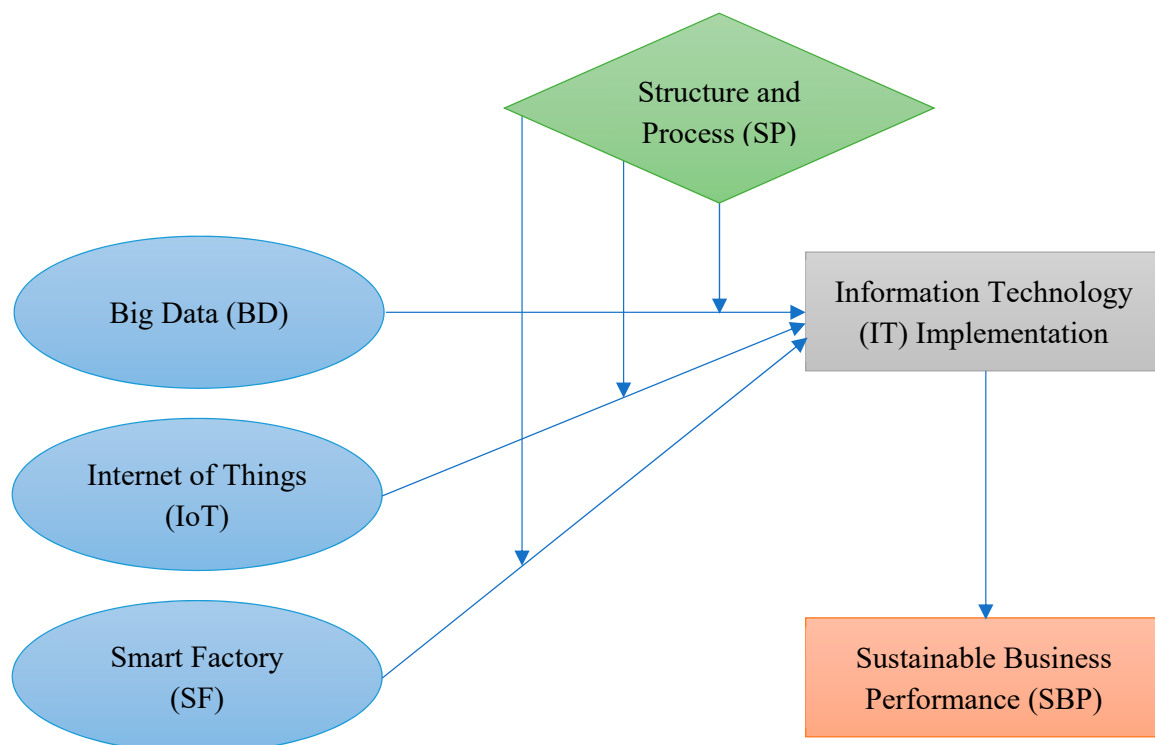 Structure and
Process (SP)
Big Data (BD)
Information Technology
(IT) Implementation
Internet of Things
(IoT)
Smart Factory
(SF)
Sustainable Business
Performance (SBP)